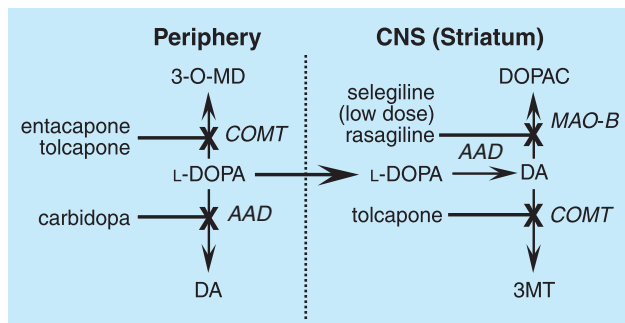 Periphery
CNS (Striatum)
3-O-MD
DOPAC
entacapone
tolcapone
COMT
selegiline
(low dose)
rasagiline
MAO-B
L-DOPA
L-DOPA
AAD
DA
carbidopa
AAD
tolcapone
COMT
DA
3MT